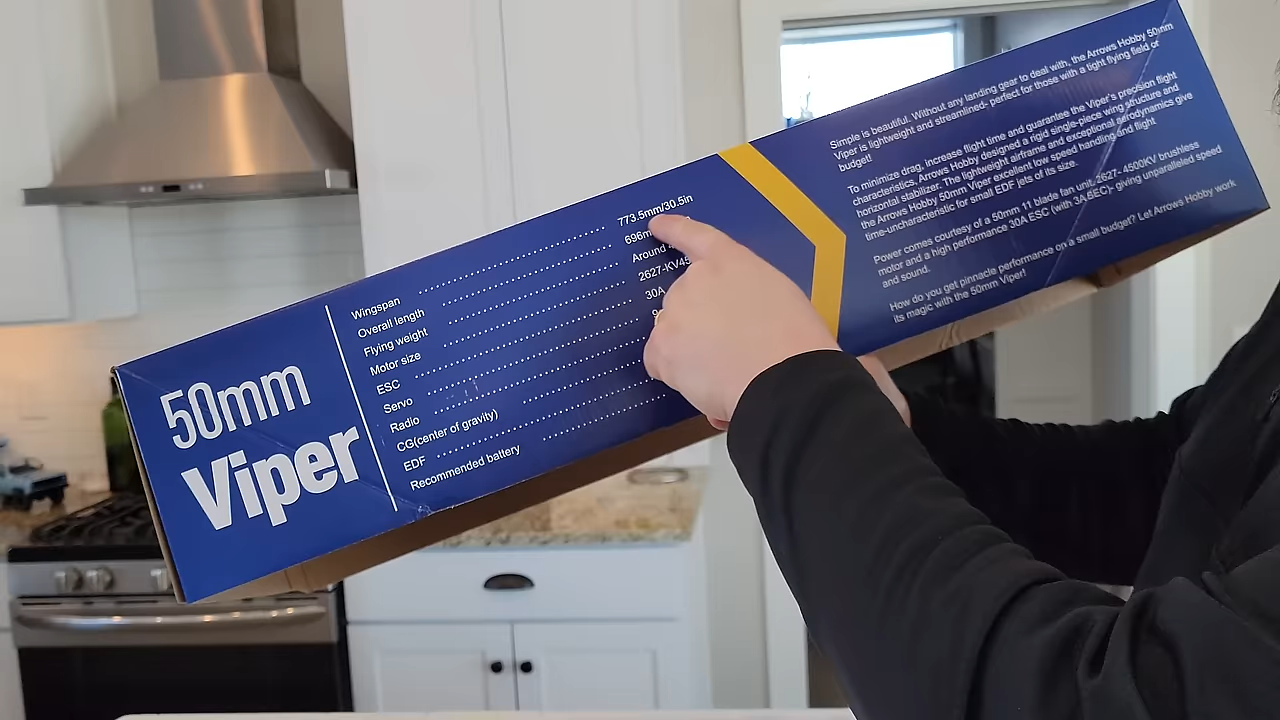 50mm
Viper
Wingspan 773.5mm/30.5in
Overall length 696m
Flying weight Around
Motor size 2627-KV45
ESC 30A
Servo
Radio
CG(center of gravity)
EDF
Recommended battery
Simple is beautiful. Without any landing gear to deal with, the Arrows Hobby 50mm
Viper is lightweight and streamlined- perfect for those with a tight flying field or
budget!
To minimize drag, increase flight time and guarantee the Viper's precision flight
characteristics, Arrows Hobby designed a rigid single-piece wing structure and
horizontal stabilizer. The lightweight airframe and exceptional aerodynamics give
the Arrows Hobby 50mm Viper excellent low speed handling and flight
time-uncharacteristic for small EDF jets of its size.
Power comes courtesy of a 50mm 11 blade fan unit, 2627- 4500KV brushless
motor and a high performance 30A ESC (with 3A BEC)- giving unparalleled speed
and sound.
How do you get pinnacle performance on a small budget? Let Arrows Hobby work
its magic with the 50mm Viper!